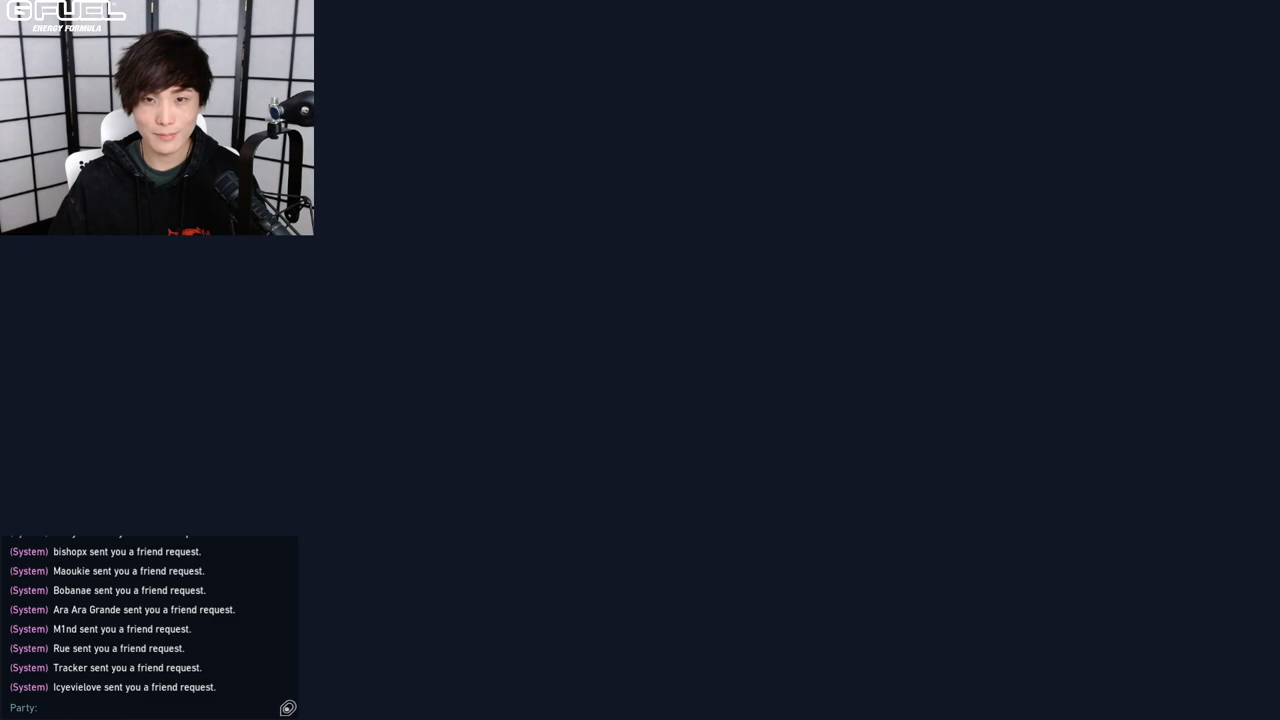 GFUEL
ENERGY FORMULA
(System) bishopx sent you a friend request.
(System) Maoukie sent you a friend request.
(System) Bobanae sent you a friend request.
(System) Ara Ara Grande sent you a friend request.
(System) M1nd sent you a friend request.
(System) Rue sent you a friend request.
(System) Tracker sent you a friend request.
(System) Icyevielove sent you a friend request.
Party: